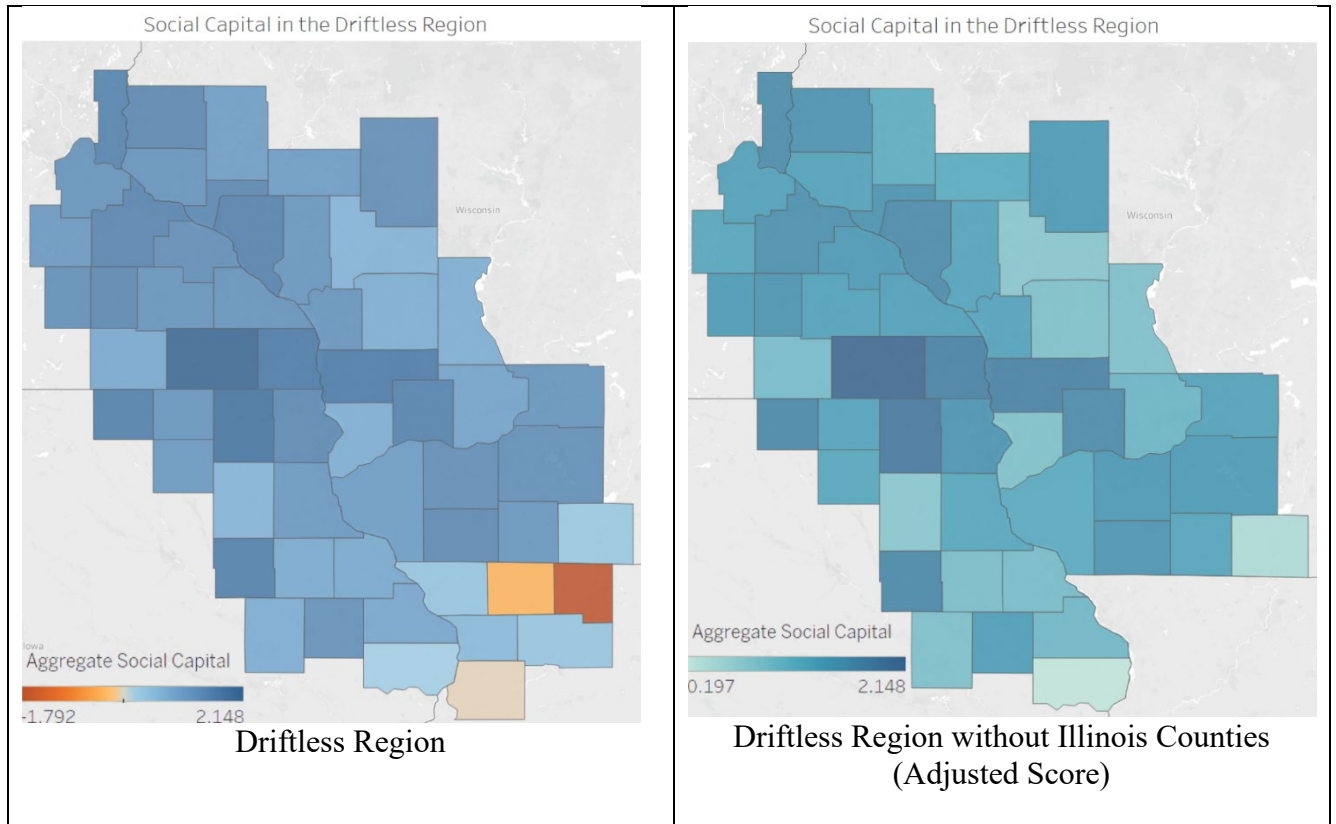 Social Capital in the Driftless Region
Wisconsin
Iowa
Aggregate Social Capital
-1.792 2.148
Driftless Region
Social Capital in the Driftless Region
Wisconsin
Aggregate Social Capital
0.197 2.148
Driftless Region without Illinois Counties
(Adjusted Score)